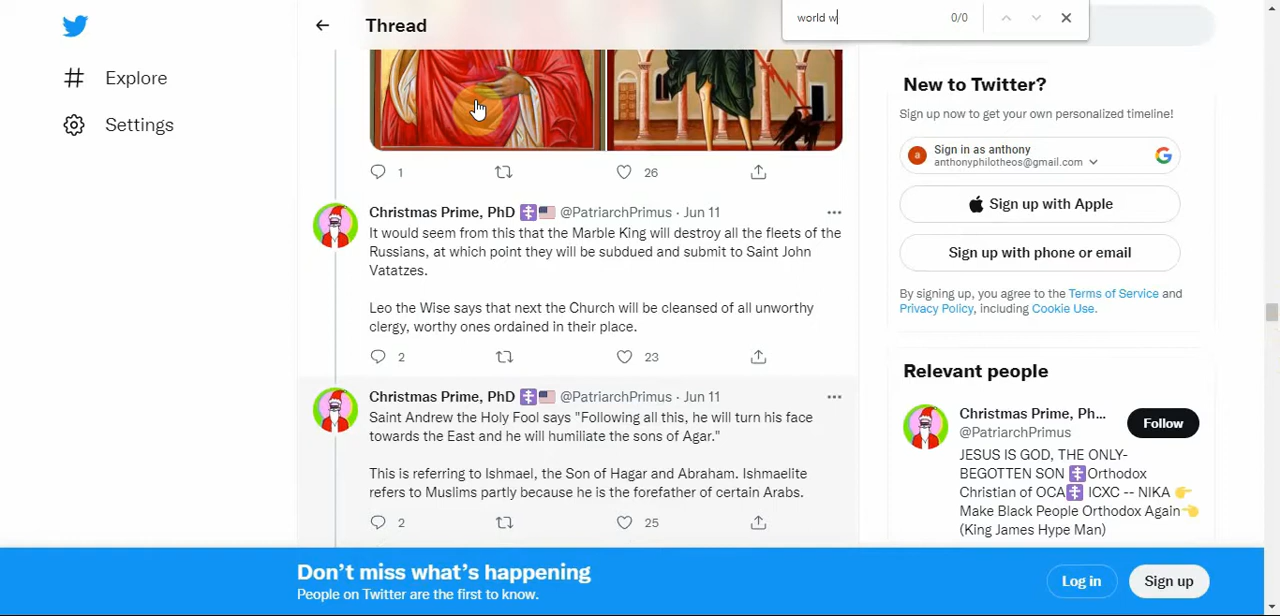 Thread
world w
0/0
Explore
Settings
1
26
Christmas Prime, PhD @PatriarchPrimus · Jun 11
It would seem from this that the Marble King will destroy all the fleets of the
Russians, at which point they will be subdued and submit to Saint John
Vatatzes.
Leo the Wise says that next the Church will be cleansed of all unworthy
clergy, worthy ones ordained in their place.
2
23
Christmas Prime, PhD @PatriarchPrimus · Jun 11
Saint Andrew the Holy Fool says "Following all this, he will turn his face
towards the East and he will humiliate the sons of Agar."
This is referring to Ishmael, the Son of Hagar and Abraham. Ishmaelite
refers to Muslims partly because he is the forefather of certain Arabs.
2
25
New to Twitter?
Sign up now to get your own personalized timeline!
a
Sign in as anthony
anthonyphilotheos@gmail.com
Sign up with Apple
Sign up with phone or email
By signing up, you agree to the Terms of Service and
Privacy Policy, including Cookie Use.
Relevant people
Christmas Prime, Ph...
@PatriarchPrimus
Follow
JESUS IS GOD, THE ONLY-
BEGOTTEN SON ☦Orthodox
Christian of OCA☦ ICXC -- NIKA 👉
Make Black People Orthodox Again👈
(King James Hype Man)
Don't miss what's happening
People on Twitter are the first to know.
Log in
Sign up